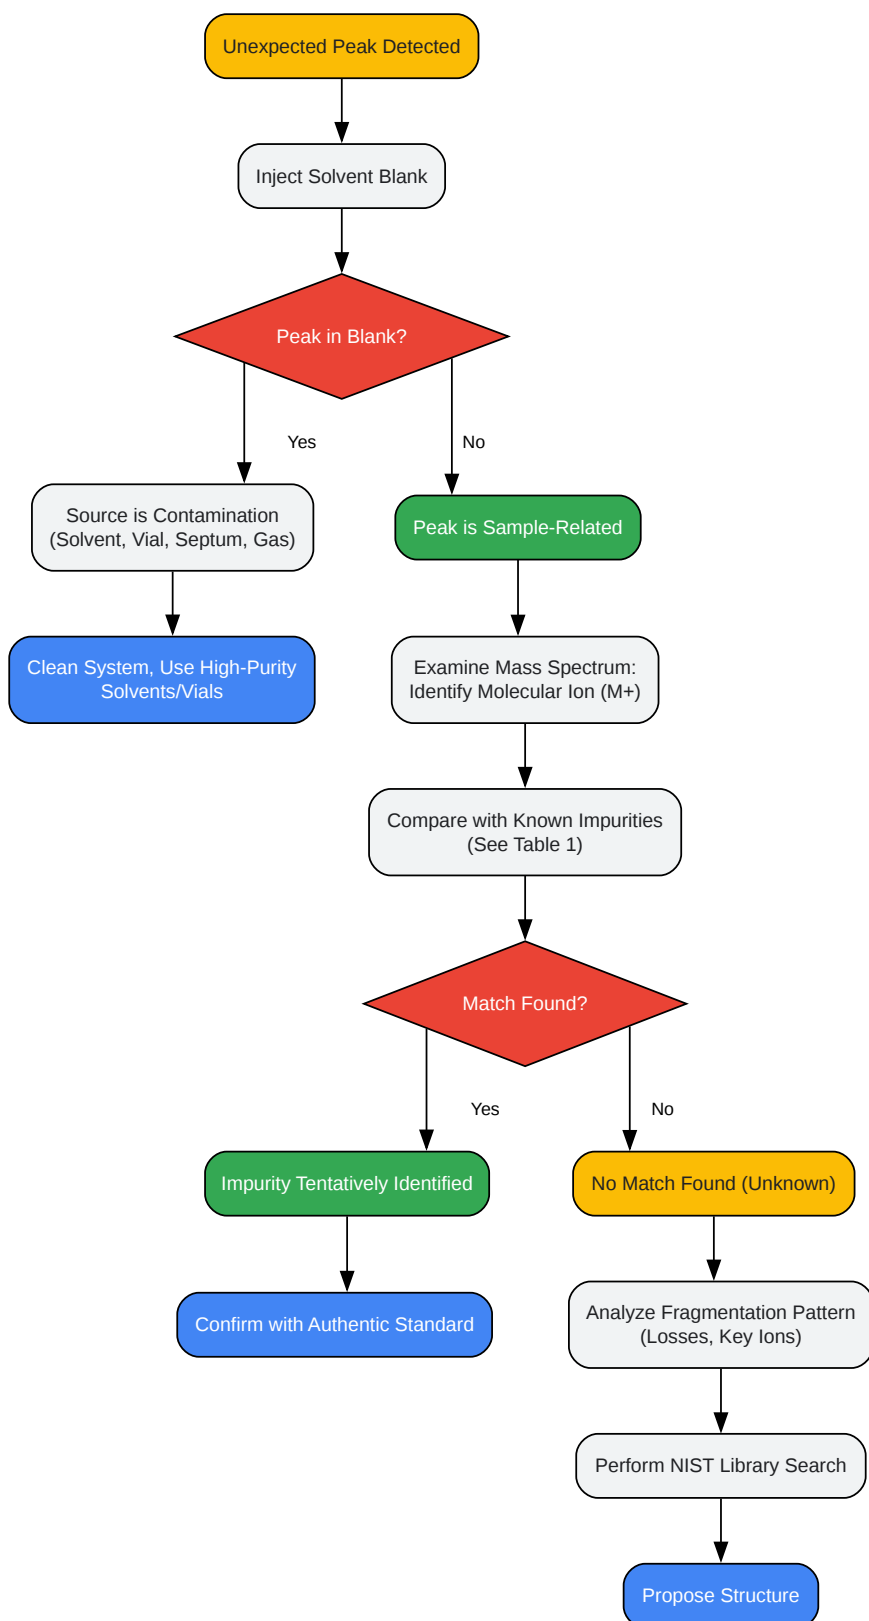 Unexpected Peak Detected
Inject Solvent Blank
Peak in Blank?
Yes
No
Source is Contamination
(Solvent, Vial, Septum, Gas)
Peak is Sample-Related
Clean System, Use High-Purity
Solvents/Vials
Examine Mass Spectrum:
Identify Molecular Ion (M+)
Compare with Known Impurities
(See Table 1)
Match Found?
Yes
No
Impurity Tentatively Identified
No Match Found (Unknown)
Confirm with Authentic Standard
Analyze Fragmentation Pattern
(Losses, Key Ions)
Perform NIST Library Search
Propose Structure